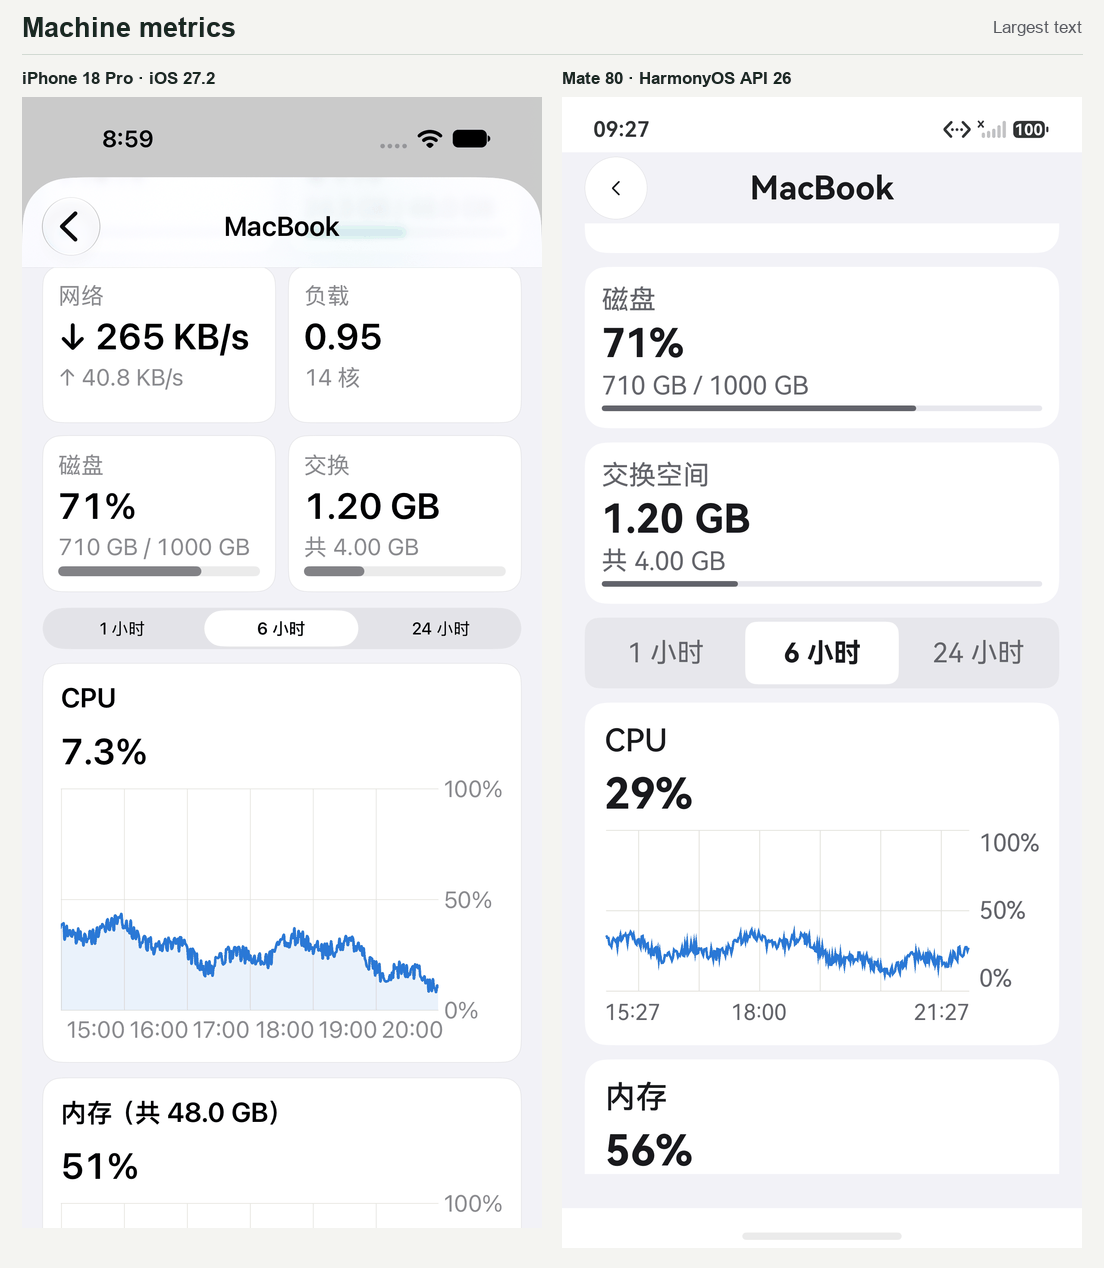 Machine metrics
Largest text
iPhone 18 Pro · iOS 27.2
8:59
MacBook
网络
↓ 265 KB/s
↑ 40.8 KB/s
负载
0.95
14 核
磁盘
71%
710 GB / 1000 GB
交换
1.20 GB
共 4.00 GB
1 小时
6 小时
24 小时
CPU
7.3%
100%
50%
0%
15:00 16:00 17:00 18:00 19:00 20:00
内存（共 48.0 GB）
51%
100%
Mate 80 · HarmonyOS API 26
09:27
100
MacBook
磁盘
71%
710 GB / 1000 GB
交换空间
1.20 GB
共 4.00 GB
1 小时
6 小时
24 小时
CPU
29%
100%
50%
0%
15:27 18:00 21:27
内存
56%